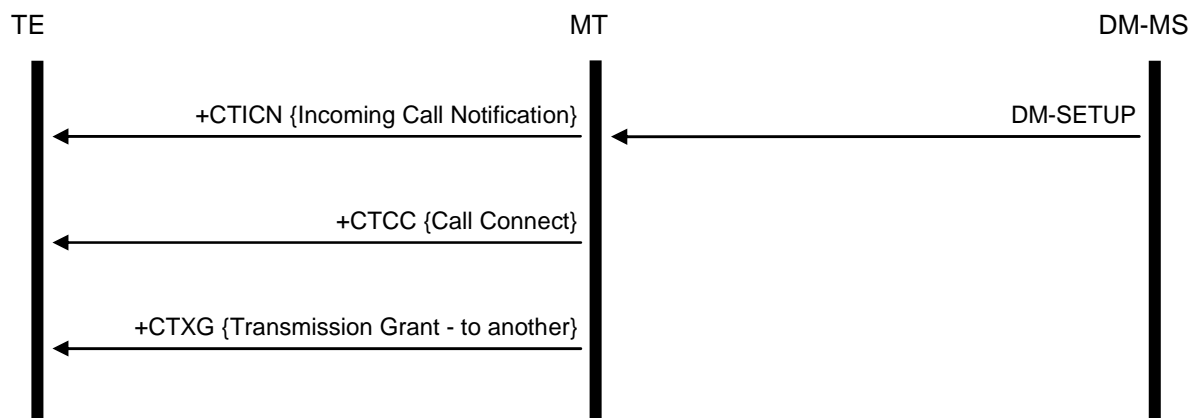 TE
MT
DM-MS
+CTICN {Incoming Call Notification}
DM-SETUP
+CTCC {Call Connect}
+CTXG {Transmission Grant - to another}